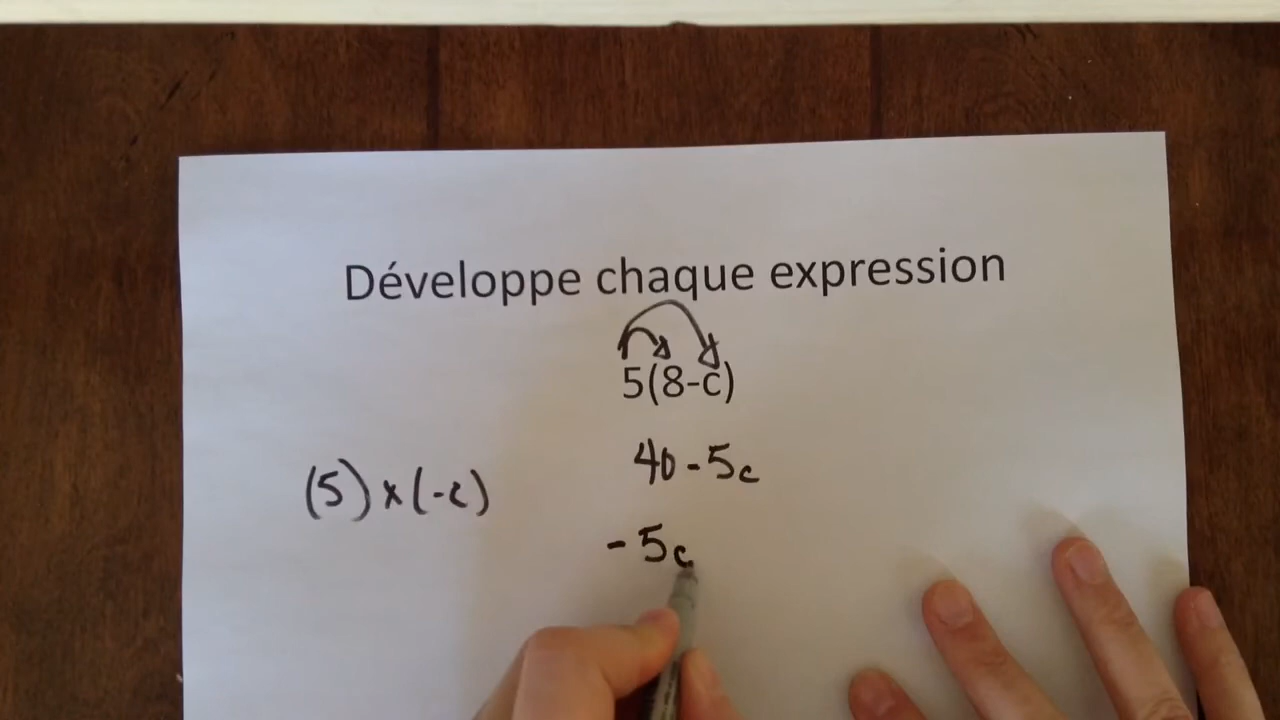 Développe chaque expression
5(8-c)
40-5c
(5)x(-c)
-5c